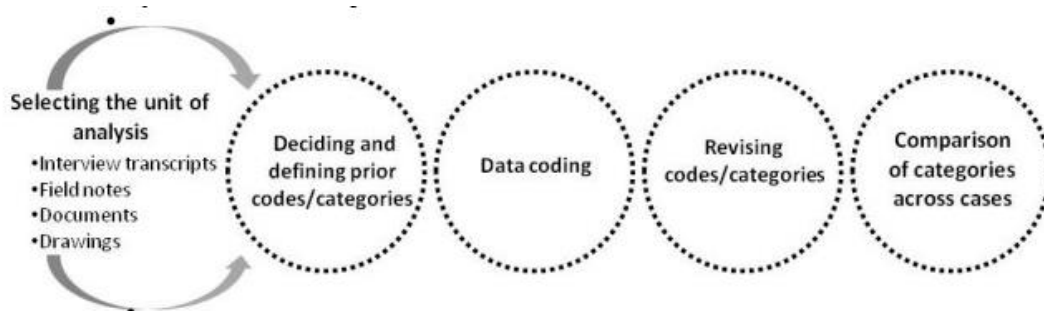 Selecting the unit of
analysis
•Interview transcripts
•Field notes
•Documents
•Drawings
Deciding and
defining prior
codes/categories
Data coding
Revising
codes/categories
Comparison
of categories
across cases